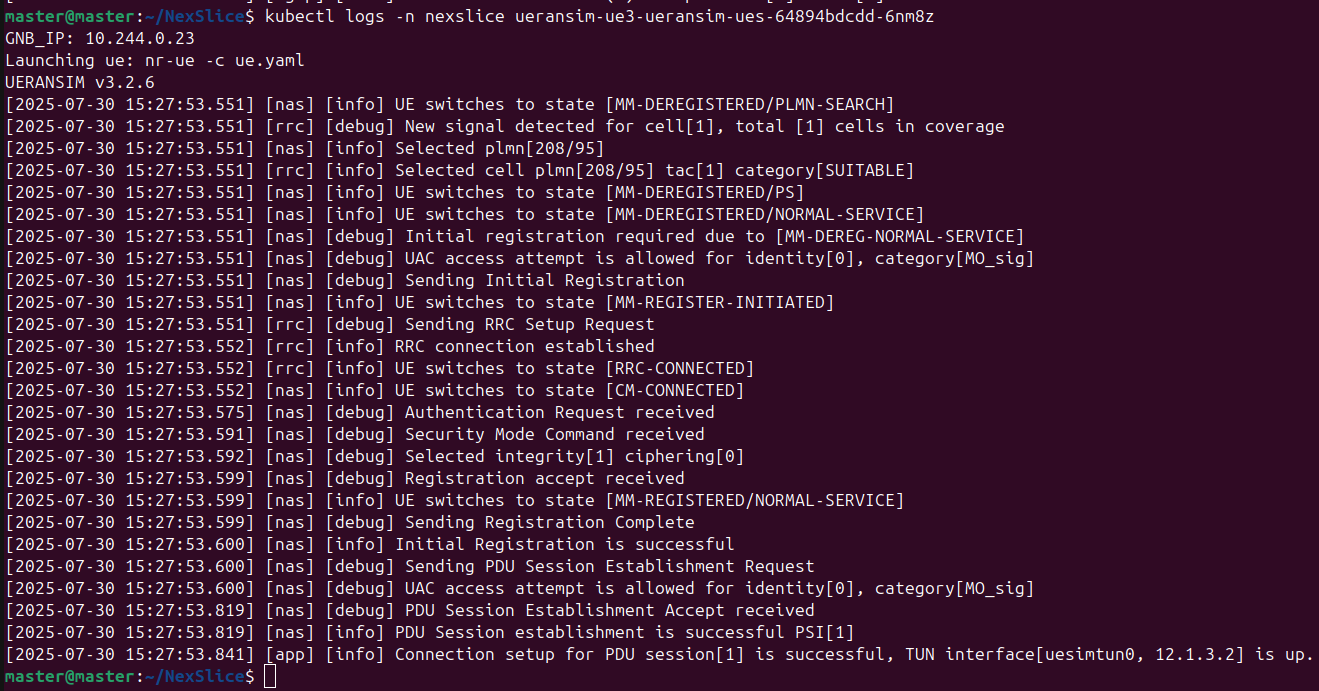 master@master:~/NexSlice$ kubectl logs -n nexslice ueransim-ue3-ueransim-ues-64894bdcdd-6nm8z
GNB_IP: 10.244.0.23
Launching ue: nr-ue -c ue.yaml
UERANSIM v3.2.6
[2025-07-30 15:27:53.551] [nas] [info] UE switches to state [MM-DEREGISTERED/PLMN-SEARCH]
[2025-07-30 15:27:53.551] [rrc] [debug] New signal detected for cell[1], total [1] cells in coverage
[2025-07-30 15:27:53.551] [nas] [info] Selected plmn[208/95]
[2025-07-30 15:27:53.551] [rrc] [info] Selected cell plmn[208/95] tac[1] category[SUITABLE]
[2025-07-30 15:27:53.551] [nas] [info] UE switches to state [MM-DEREGISTERED/PS]
[2025-07-30 15:27:53.551] [nas] [info] UE switches to state [MM-DEREGISTERED/NORMAL-SERVICE]
[2025-07-30 15:27:53.551] [nas] [debug] Initial registration required due to [MM-DEREG-NORMAL-SERVICE]
[2025-07-30 15:27:53.551] [nas] [debug] UAC access attempt is allowed for identity[0], category[MO_sig]
[2025-07-30 15:27:53.551] [nas] [debug] Sending Initial Registration
[2025-07-30 15:27:53.551] [nas] [info] UE switches to state [MM-REGISTER-INITIATED]
[2025-07-30 15:27:53.551] [rrc] [debug] Sending RRC Setup Request
[2025-07-30 15:27:53.552] [rrc] [info] RRC connection established
[2025-07-30 15:27:53.552] [rrc] [info] UE switches to state [RRC-CONNECTED]
[2025-07-30 15:27:53.552] [nas] [info] UE switches to state [CM-CONNECTED]
[2025-07-30 15:27:53.575] [nas] [debug] Authentication Request received
[2025-07-30 15:27:53.591] [nas] [debug] Security Mode Command received
[2025-07-30 15:27:53.592] [nas] [debug] Selected integrity[1] ciphering[0]
[2025-07-30 15:27:53.599] [nas] [debug] Registration accept received
[2025-07-30 15:27:53.599] [nas] [info] UE switches to state [MM-REGISTERED/NORMAL-SERVICE]
[2025-07-30 15:27:53.599] [nas] [debug] Sending Registration Complete
[2025-07-30 15:27:53.600] [nas] [info] Initial Registration is successful
[2025-07-30 15:27:53.600] [nas] [debug] Sending PDU Session Establishment Request
[2025-07-30 15:27:53.600] [nas] [debug] UAC access attempt is allowed for identity[0], category[MO_sig]
[2025-07-30 15:27:53.819] [nas] [debug] PDU Session Establishment Accept received
[2025-07-30 15:27:53.819] [nas] [info] PDU Session establishment is successful PSI[1]
[2025-07-30 15:27:53.841] [app] [info] Connection setup for PDU session[1] is successful, TUN interface[uesimtun0, 12.1.3.2] is up.
master@master:~/NexSlice$